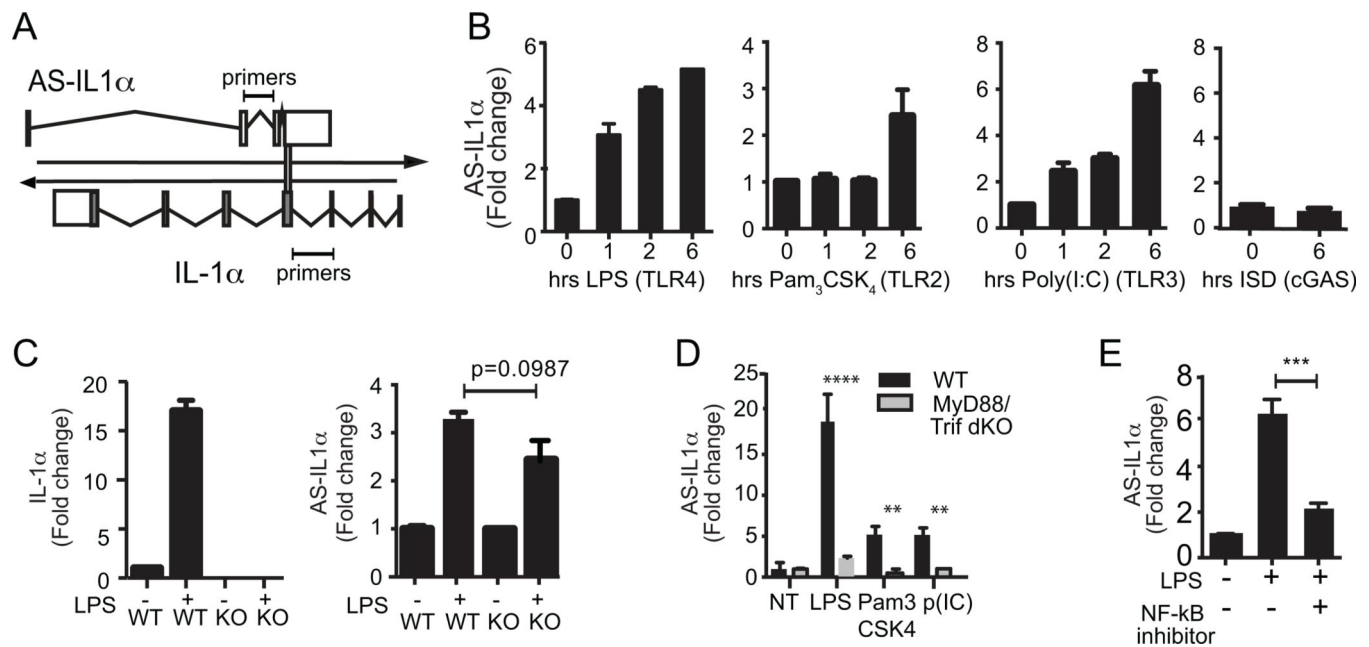 A
AS-IL1α
primers
IL-1α
primers
B
AS-IL1α
(Fold change)
6
4
2
0
0 1 2 6
hrs LPS (TLR4)
4
3
2
1
0
0 1 2 6
hrs Pam₃CSK₄ (TLR2)
8
6
4
2
0
0 1 2 6
hrs Poly(I:C) (TLR3)
8
6
4
2
0
0 6
hrs ISD (cGAS)
C
IL-1α
(Fold change)
20
15
10
5
0
LPS - + - +
WT WT KO KO
p=0.0987
AS-IL1α
(Fold change)
4
3
2
1
0
LPS - + - +
WT WT KO KO
D
AS-IL1α
(Fold change)
25
20
15
10
5
0
**** ** **
WT
MyD88/
Trif dKO
NT LPS Pam3 p(IC)
CSK4
E
***
AS-IL1α
(Fold change)
8
6
4
2
0
LPS - + +
NF-kB - - +
inhibitor